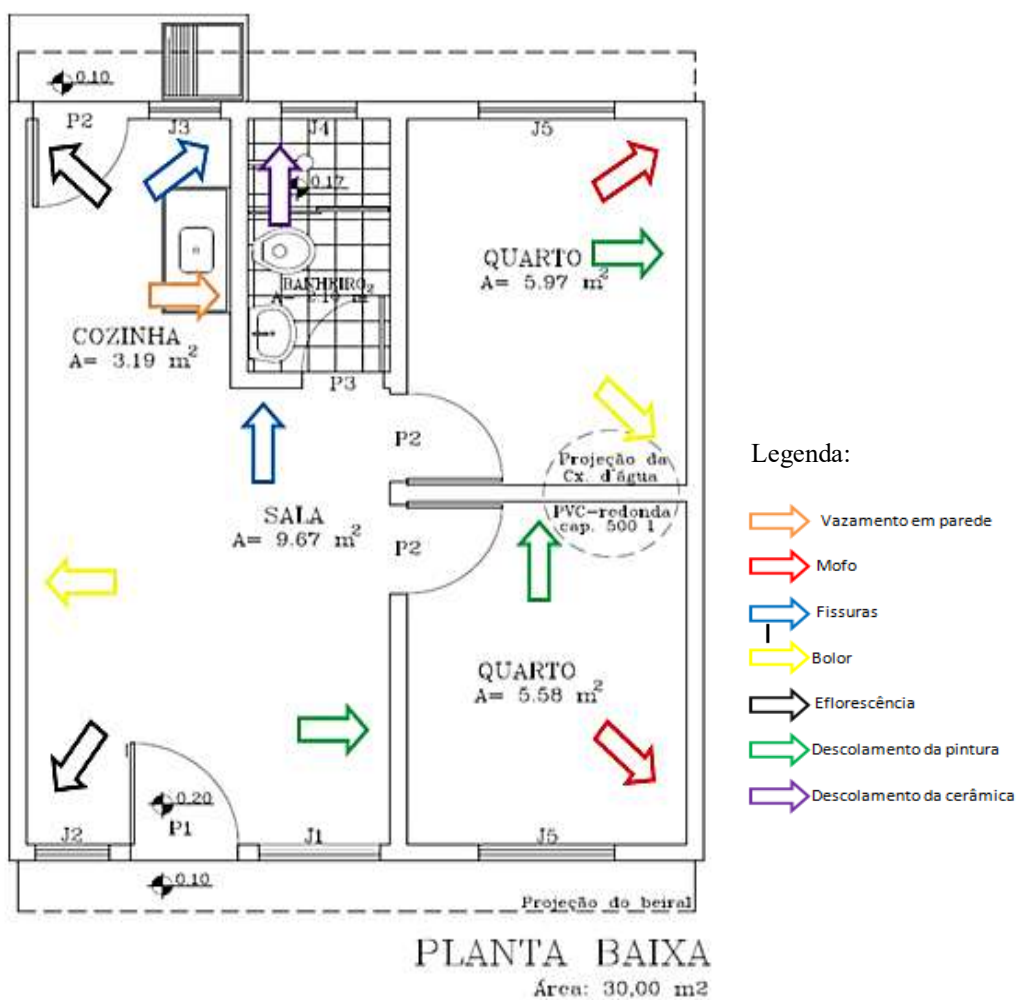 0.10
P2
J3
J4
J5
0.17
QUARTO
A= 5.97 m²
BANHEIRO
COZINHA
A= 3.19 m²
P3
P2
Projeção da
Cx. d'água
PVC-redonda
cap. 500 l
SALA
A= 9.67 m²
P2
QUARTO
A= 5.58 m²
0.20
P1
J2
J1
J5
0.10
Projeção do beiral
PLANTA BAIXA
Área: 30,00 m2
Legenda:
Vazamento em parede
Mofo
Fissuras
Bolor
Eflorescência
Descolamento da pintura
Descolamento da cerâmica